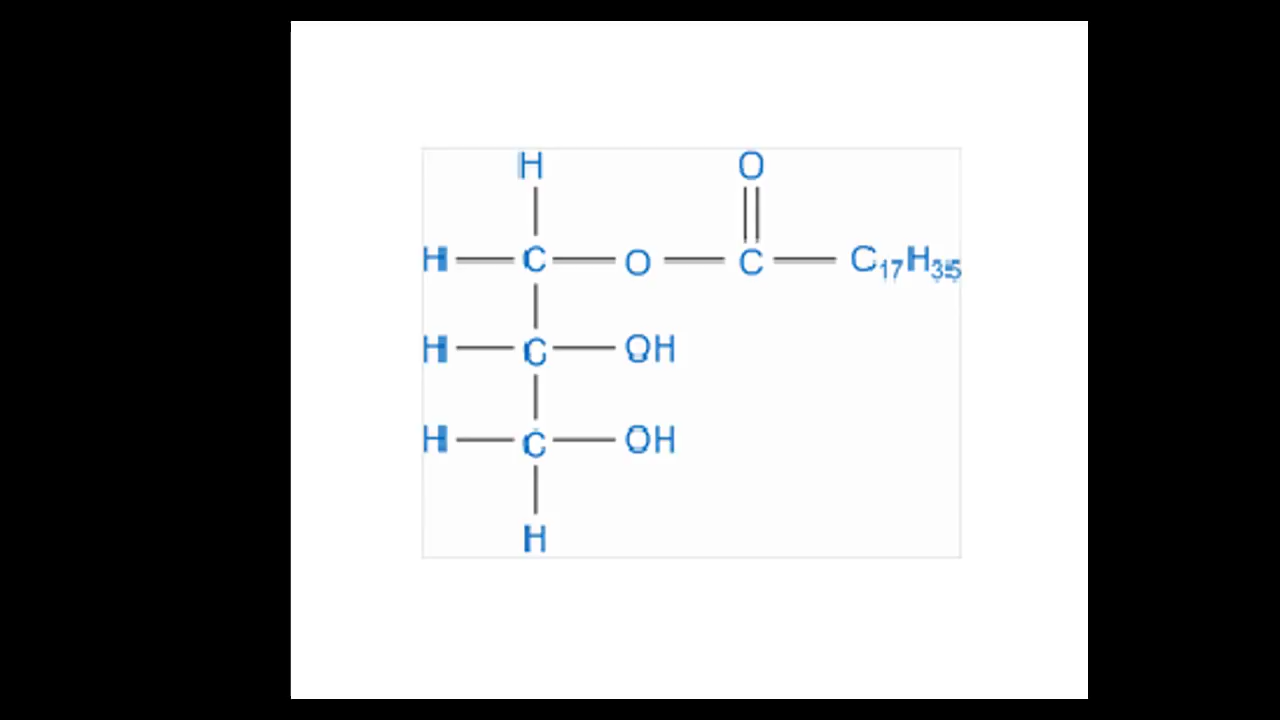 H O
H C O C C₁₇H₃₅
H C OH
H C OH
H